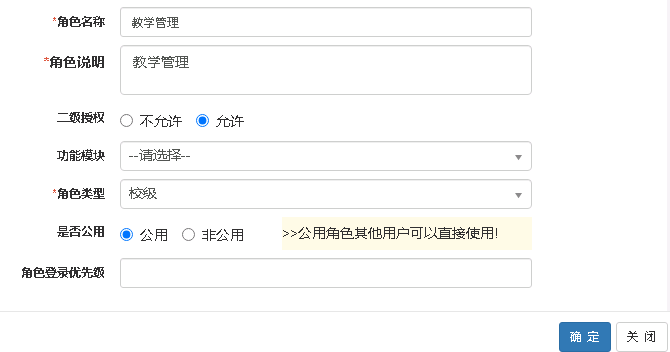 *角色名称 教学管理
*角色说明 教学管理
二级授权 不允许 允许
功能模块 --请选择--
*角色类型 校级
是否公用 公用 非公用 >>公用角色其他用户可以直接使用!
角色登录优先级
确 定 关 闭